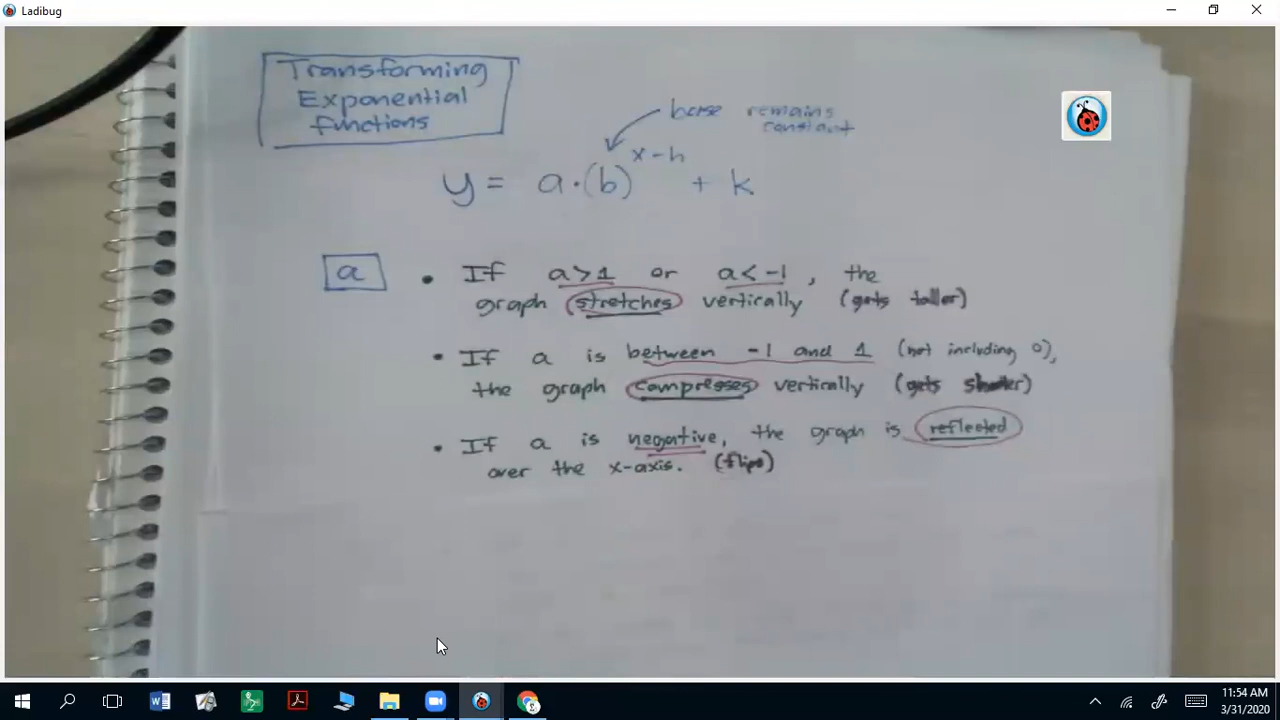 Ladibug
Transforming
Exponential
functions
base remains
constant
y = a·(b)^x-h + k
a
• If a>1 or a<-1, the
graph stretches vertically (gets taller)
• If a is between -1 and 1 (not including 0),
the graph compresses vertically (gets shorter)
• If a is negative, the graph is reflected
over the x-axis. (flips)
11:54 AM
3/31/2020